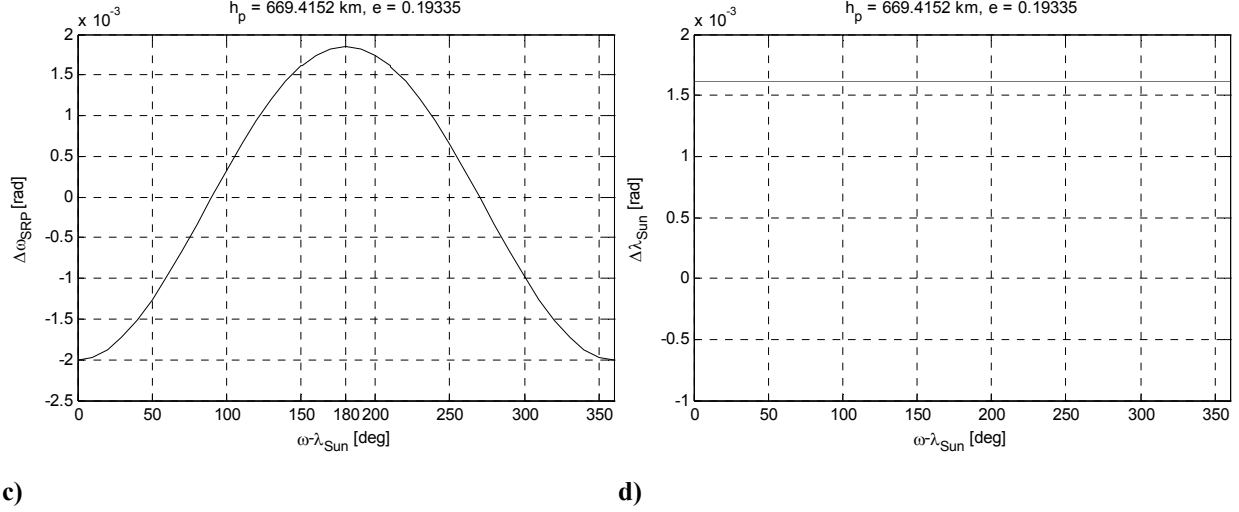 h_p = 669.4152 km, e = 0.19335
x 10^-3
2
1.5
1
0.5
0
-0.5
-1
-1.5
-2
-2.5
Δω_SRP [rad]
0 50 100 150 180 200 250 300 350
ω-λ_Sun [deg]
c)
h_p = 669.4152 km, e = 0.19335
x 10^-3
2
1.5
1
0.5
0
-0.5
-1
Δλ_Sun [rad]
0 50 100 150 200 250 300 350
ω-λ_Sun [deg]
d)